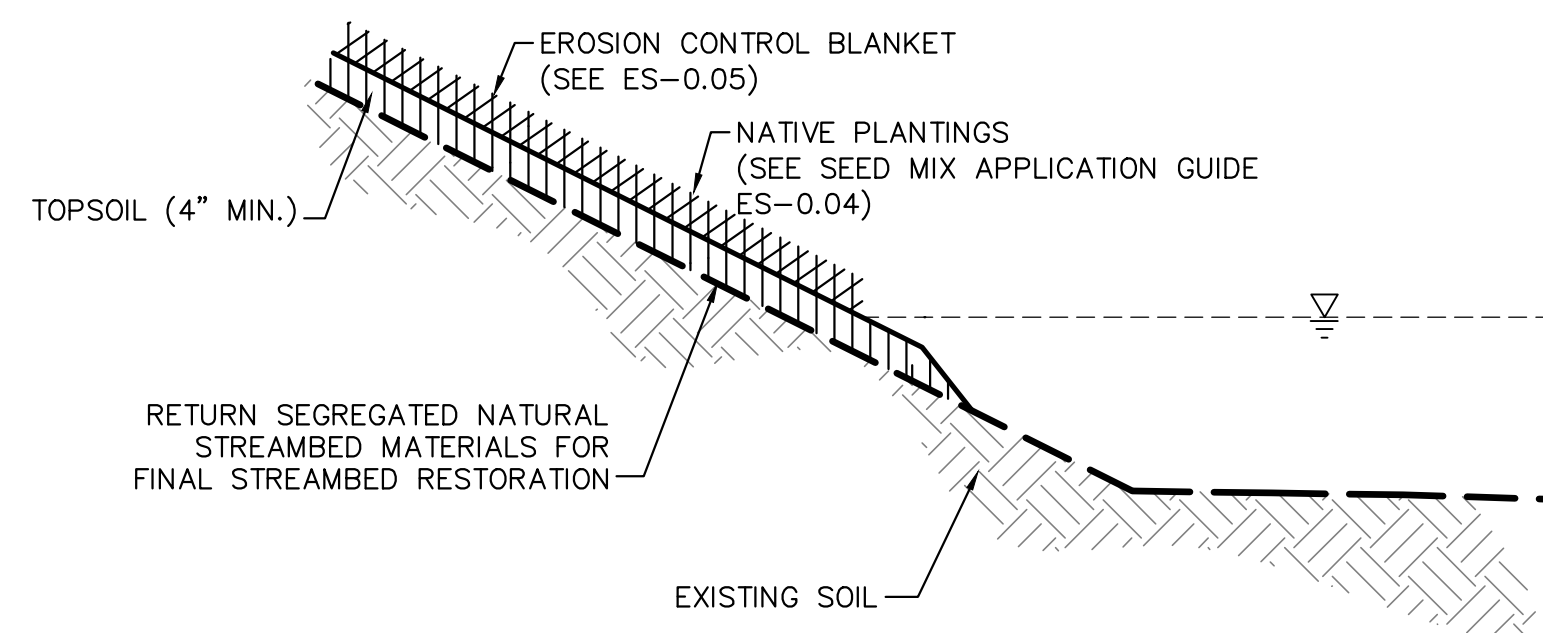 EROSION CONTROL BLANKET
(SEE ES-0.05)
NATIVE PLANTINGS
(SEE SEED MIX APPLICATION GUIDE
ES-0.04)
TOPSOIL (4" MIN.)
RETURN SEGREGATED NATURAL
STREAMBED MATERIALS FOR
FINAL STREAMBED RESTORATION
EXISTING SOIL